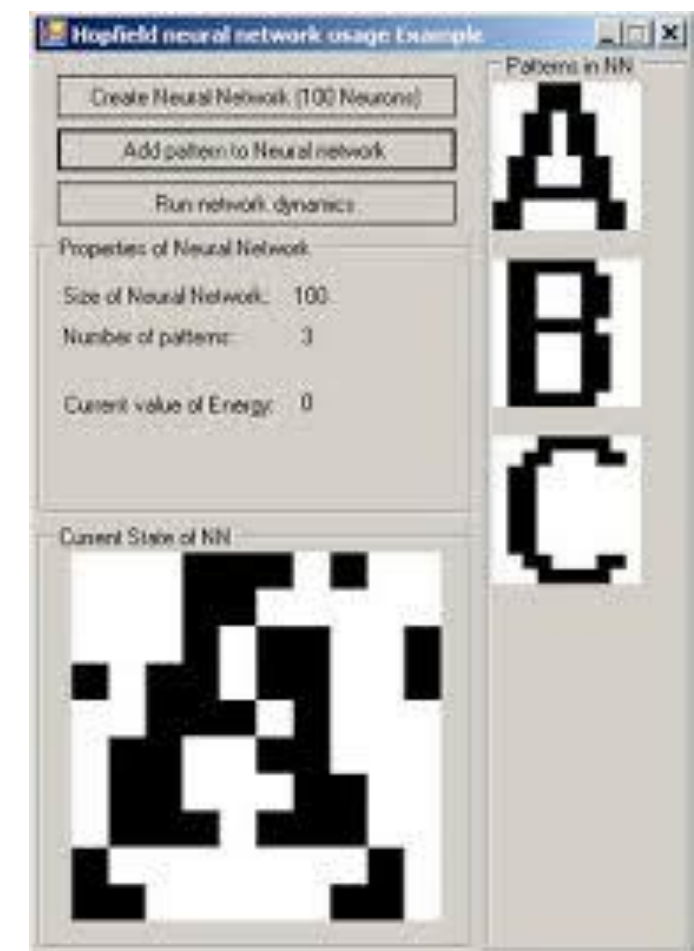 Hopfield neural network usage Example
Create Neural Network (100 Neurons)
Add pattern to Neural network
Run network dynamics
Properties of Neural Network
Size of Neural Network: 100
Number of patterns: 3
Current value of Energy: 0
Current State of NN
Patterns in NN
A
B
C